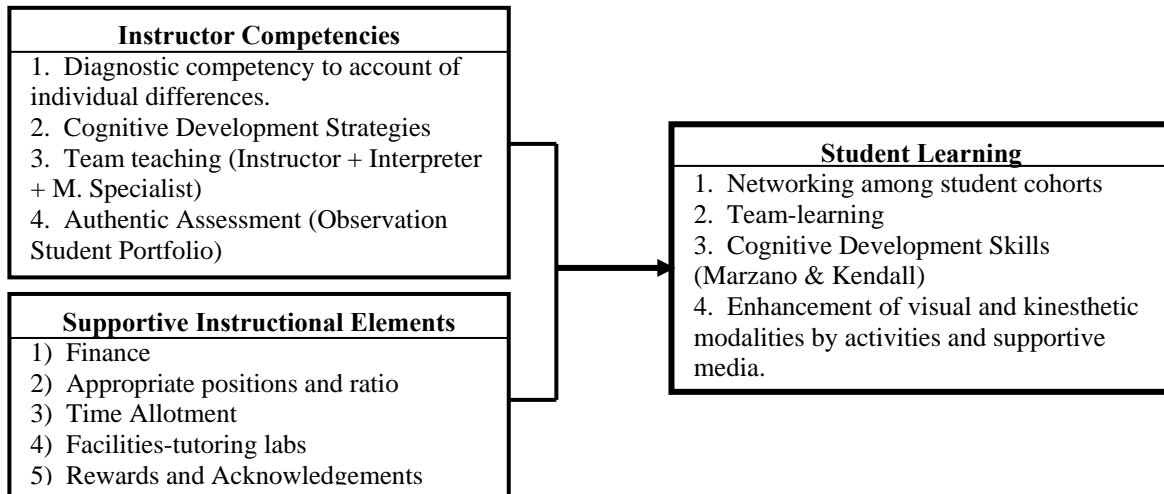 Instructor Competencies
1. Diagnostic competency to account of
individual differences.
2. Cognitive Development Strategies
3. Team teaching (Instructor + Interpreter
+ M. Specialist)
4. Authentic Assessment (Observation
Student Portfolio)
Supportive Instructional Elements
1) Finance
2) Appropriate positions and ratio
3) Time Allotment
4) Facilities-tutoring labs
5) Rewards and Acknowledgements
Student Learning
1. Networking among student cohorts
2. Team-learning
3. Cognitive Development Skills
(Marzano & Kendall)
4. Enhancement of visual and kinesthetic
modalities by activities and supportive
media.